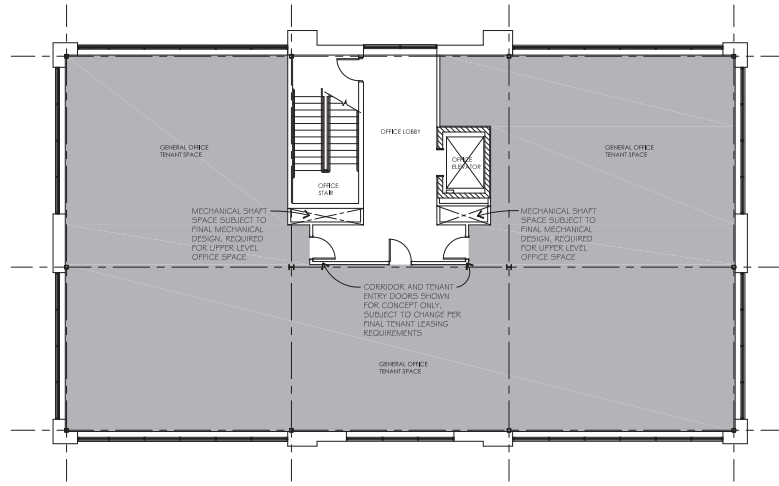 OFFICE LOBBY
GENERAL OFFICE
TENANT SPACE
GENERAL OFFICE
TENANT SPACE
OFFICE
ELEVATOR
OFFICE
STAIR
MECHANICAL SHAFT
SPACE SUBJECT TO
FINAL MECHANICAL
DESIGN, REQUIRED
FOR UPPER LEVEL
OFFICE SPACE
MECHANICAL SHAFT
SPACE SUBJECT TO
FINAL MECHANICAL
DESIGN, REQUIRED
FOR UPPER LEVEL
OFFICE SPACE
CORRIDOR AND TENANT
ENTRY DOORS SHOWN
FOR CONCEPT ONLY,
SUBJECT TO CHANGE PER
FINAL TENANT LEASING
REQUIREMENTS
GENERAL OFFICE
TENANT SPACE